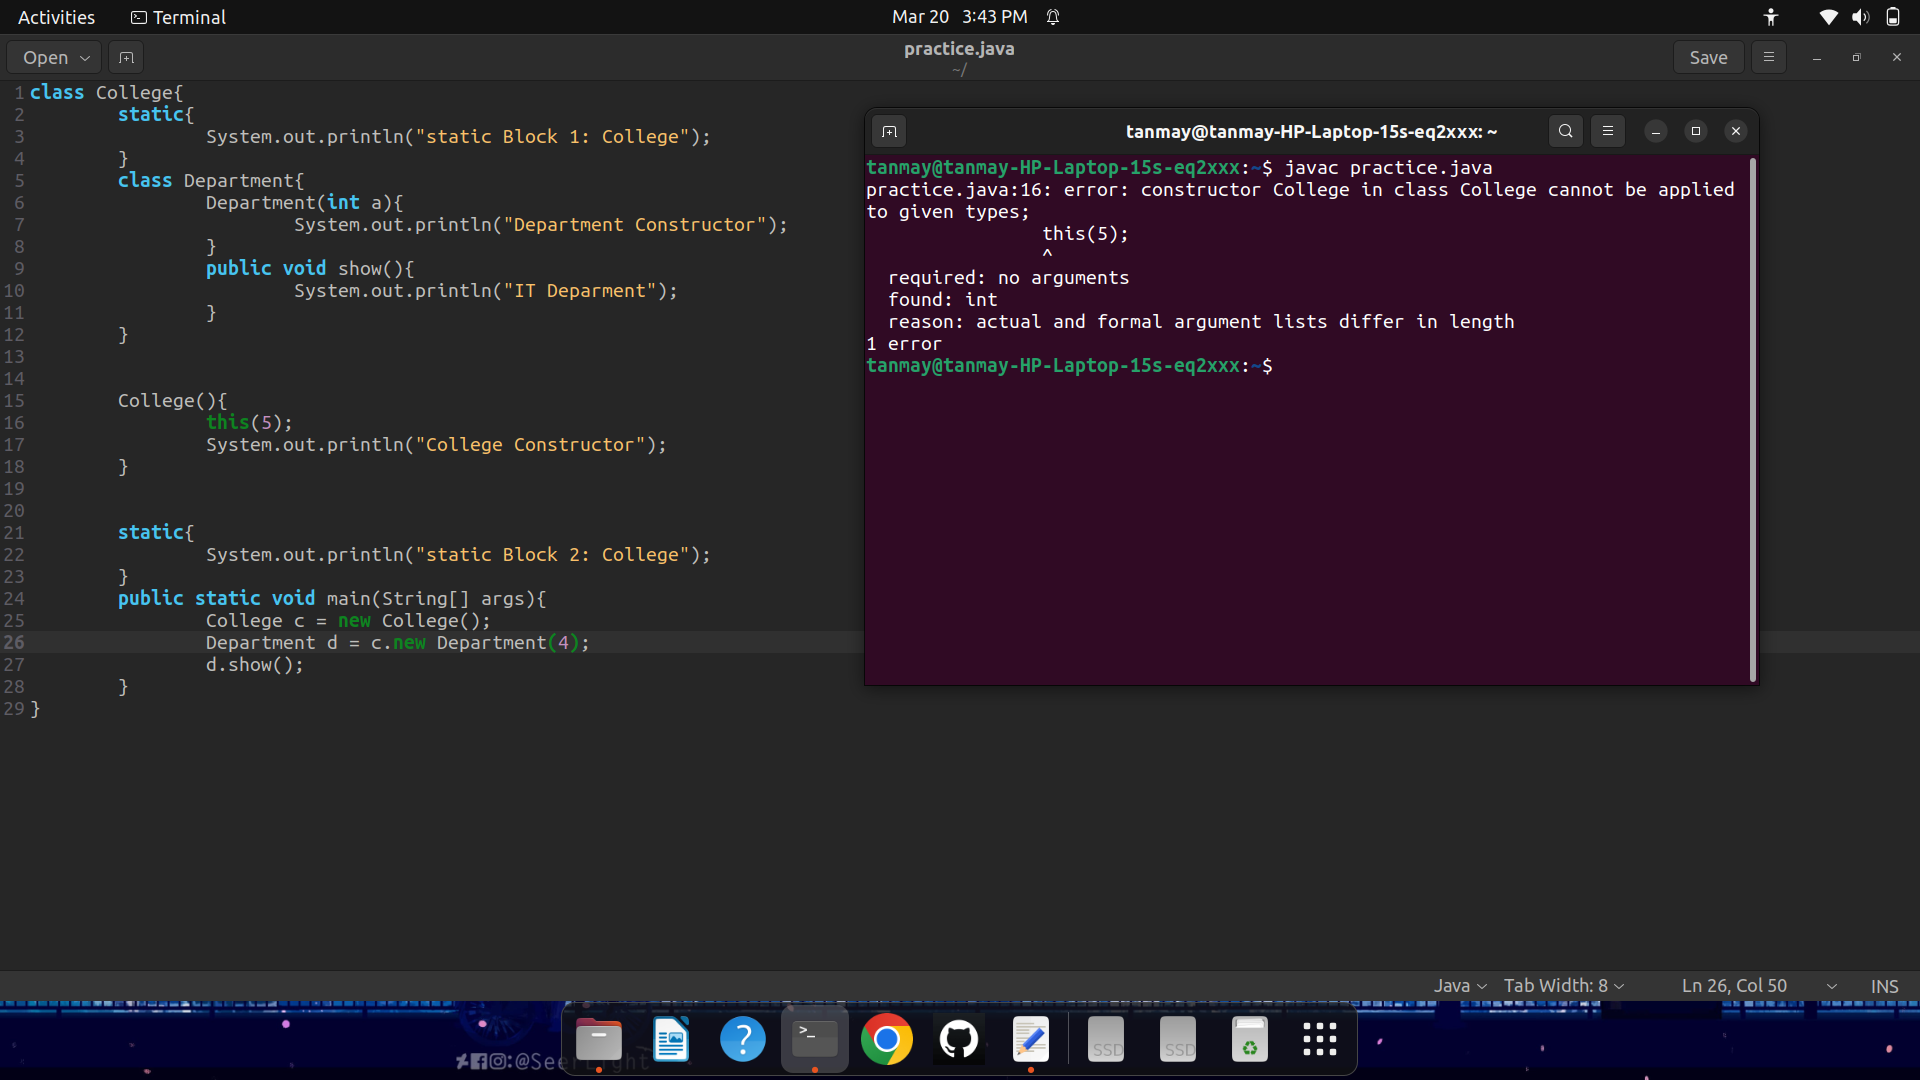 Activities Terminal Mar 20 3:43 PM
Open practice.java Save
~/
1 class College{
2 static{
3 System.out.println("static Block 1: College");
4 }
5 class Department{
6 Department(int a){
7 System.out.println("Department Constructor");
8 }
9 public void show(){
10 System.out.println("IT Deparment");
11 }
12 }
13
14
15 College(){
16 this(5);
17 System.out.println("College Constructor");
18 }
19
20
21 static{
22 System.out.println("static Block 2: College");
23 }
24 public static void main(String[] args){
25 College c = new College();
26 Department d = c.new Department(4);
27 d.show();
28 }
29 }
tanmay@tanmay-HP-Laptop-15s-eq2xxx: ~
tanmay@tanmay-HP-Laptop-15s-eq2xxx:~$ javac practice.java
practice.java:16: error: constructor College in class College cannot be applied
to given types;
this(5);
^
required: no arguments
found: int
reason: actual and formal argument lists differ in length
1 error
tanmay@tanmay-HP-Laptop-15s-eq2xxx:~$
Java Tab Width: 8 Ln 26, Col 50 INS
>_ ? SSD SSD
:@SeerLight